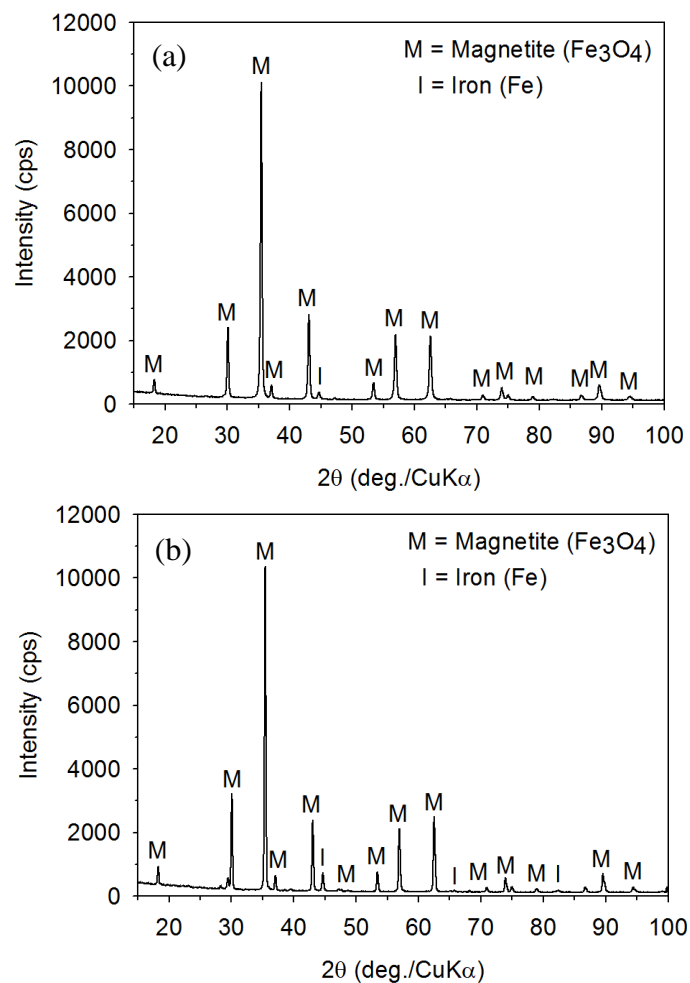 (a)
M = Magnetite (Fe3O4)
I = Iron (Fe)
Intensity (cps)
12000
10000
8000
6000
4000
2000
0
M
M
M
M
M
I
M
M
M
M
M
M
M
M
M
20 30 40 50 60 70 80 90 100
2θ (deg./CuKα)
(b)
M = Magnetite (Fe3O4)
I = Iron (Fe)
Intensity (cps)
12000
10000
8000
6000
4000
2000
0
M
M
M
M
M
I
M
M
M
M
I
M
M
M
I
M
M
20 30 40 50 60 70 80 90 100
2θ (deg./CuKα)